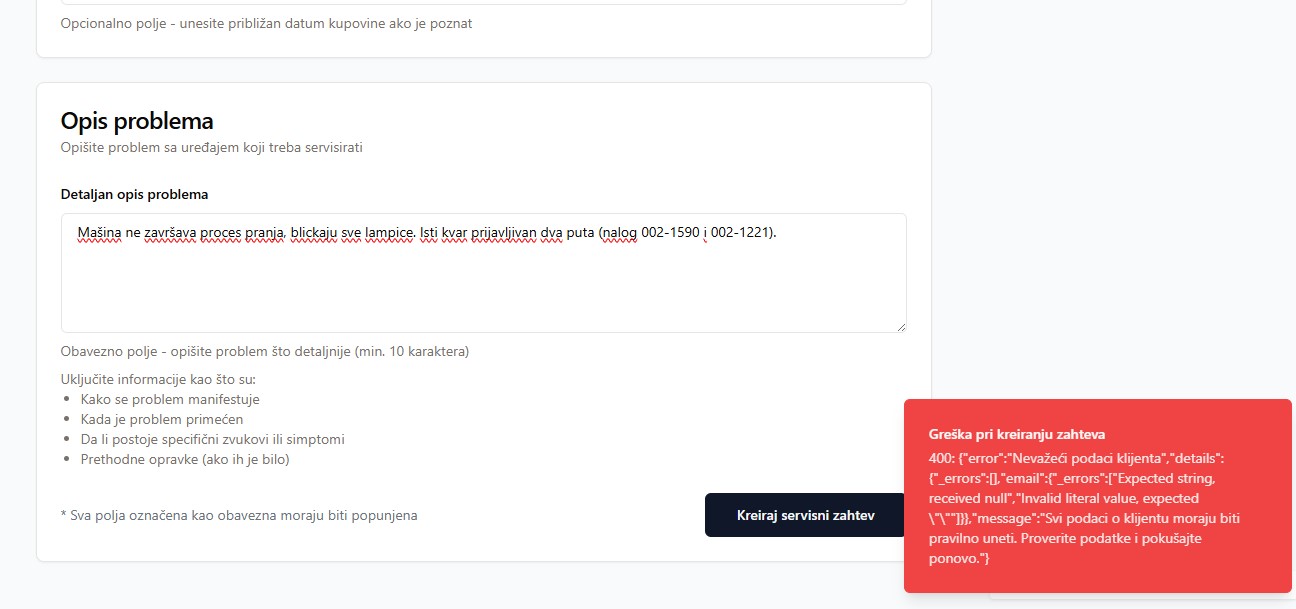 Opcionalno polje - unesite približan datum kupovine ako je poznat
Opis problema
Opišite problem sa uređajem koji treba servisirati
Detaljan opis problema
Mašina ne završava proces pranja, blickaju sve lampice. Isti kvar prijavljivan dva puta (nalog 002-1590 i 002-1221).
Obavezno polje - opišite problem što detaljnije (min. 10 karaktera)
Uključite informacije kao što su:
• Kako se problem manifestuje
• Kada je problem primećen
• Da li postoje specifični zvukovi ili simptomi
• Prethodne opravke (ako ih je bilo)
* Sva polja označena kao obavezna moraju biti popunjena
Kreiraj servisni zahtev
Greška pri kreiranju zahteva
400: {"error":"Nevažeći podaci klijenta","details":
{"_errors":[],"email":{"_errors":["Expected string,
received null","Invalid literal value, expected
\"\""]}},"message":"Svi podaci o klijentu moraju biti
pravilno uneti. Proverite podatke i pokušajte
ponovo."}